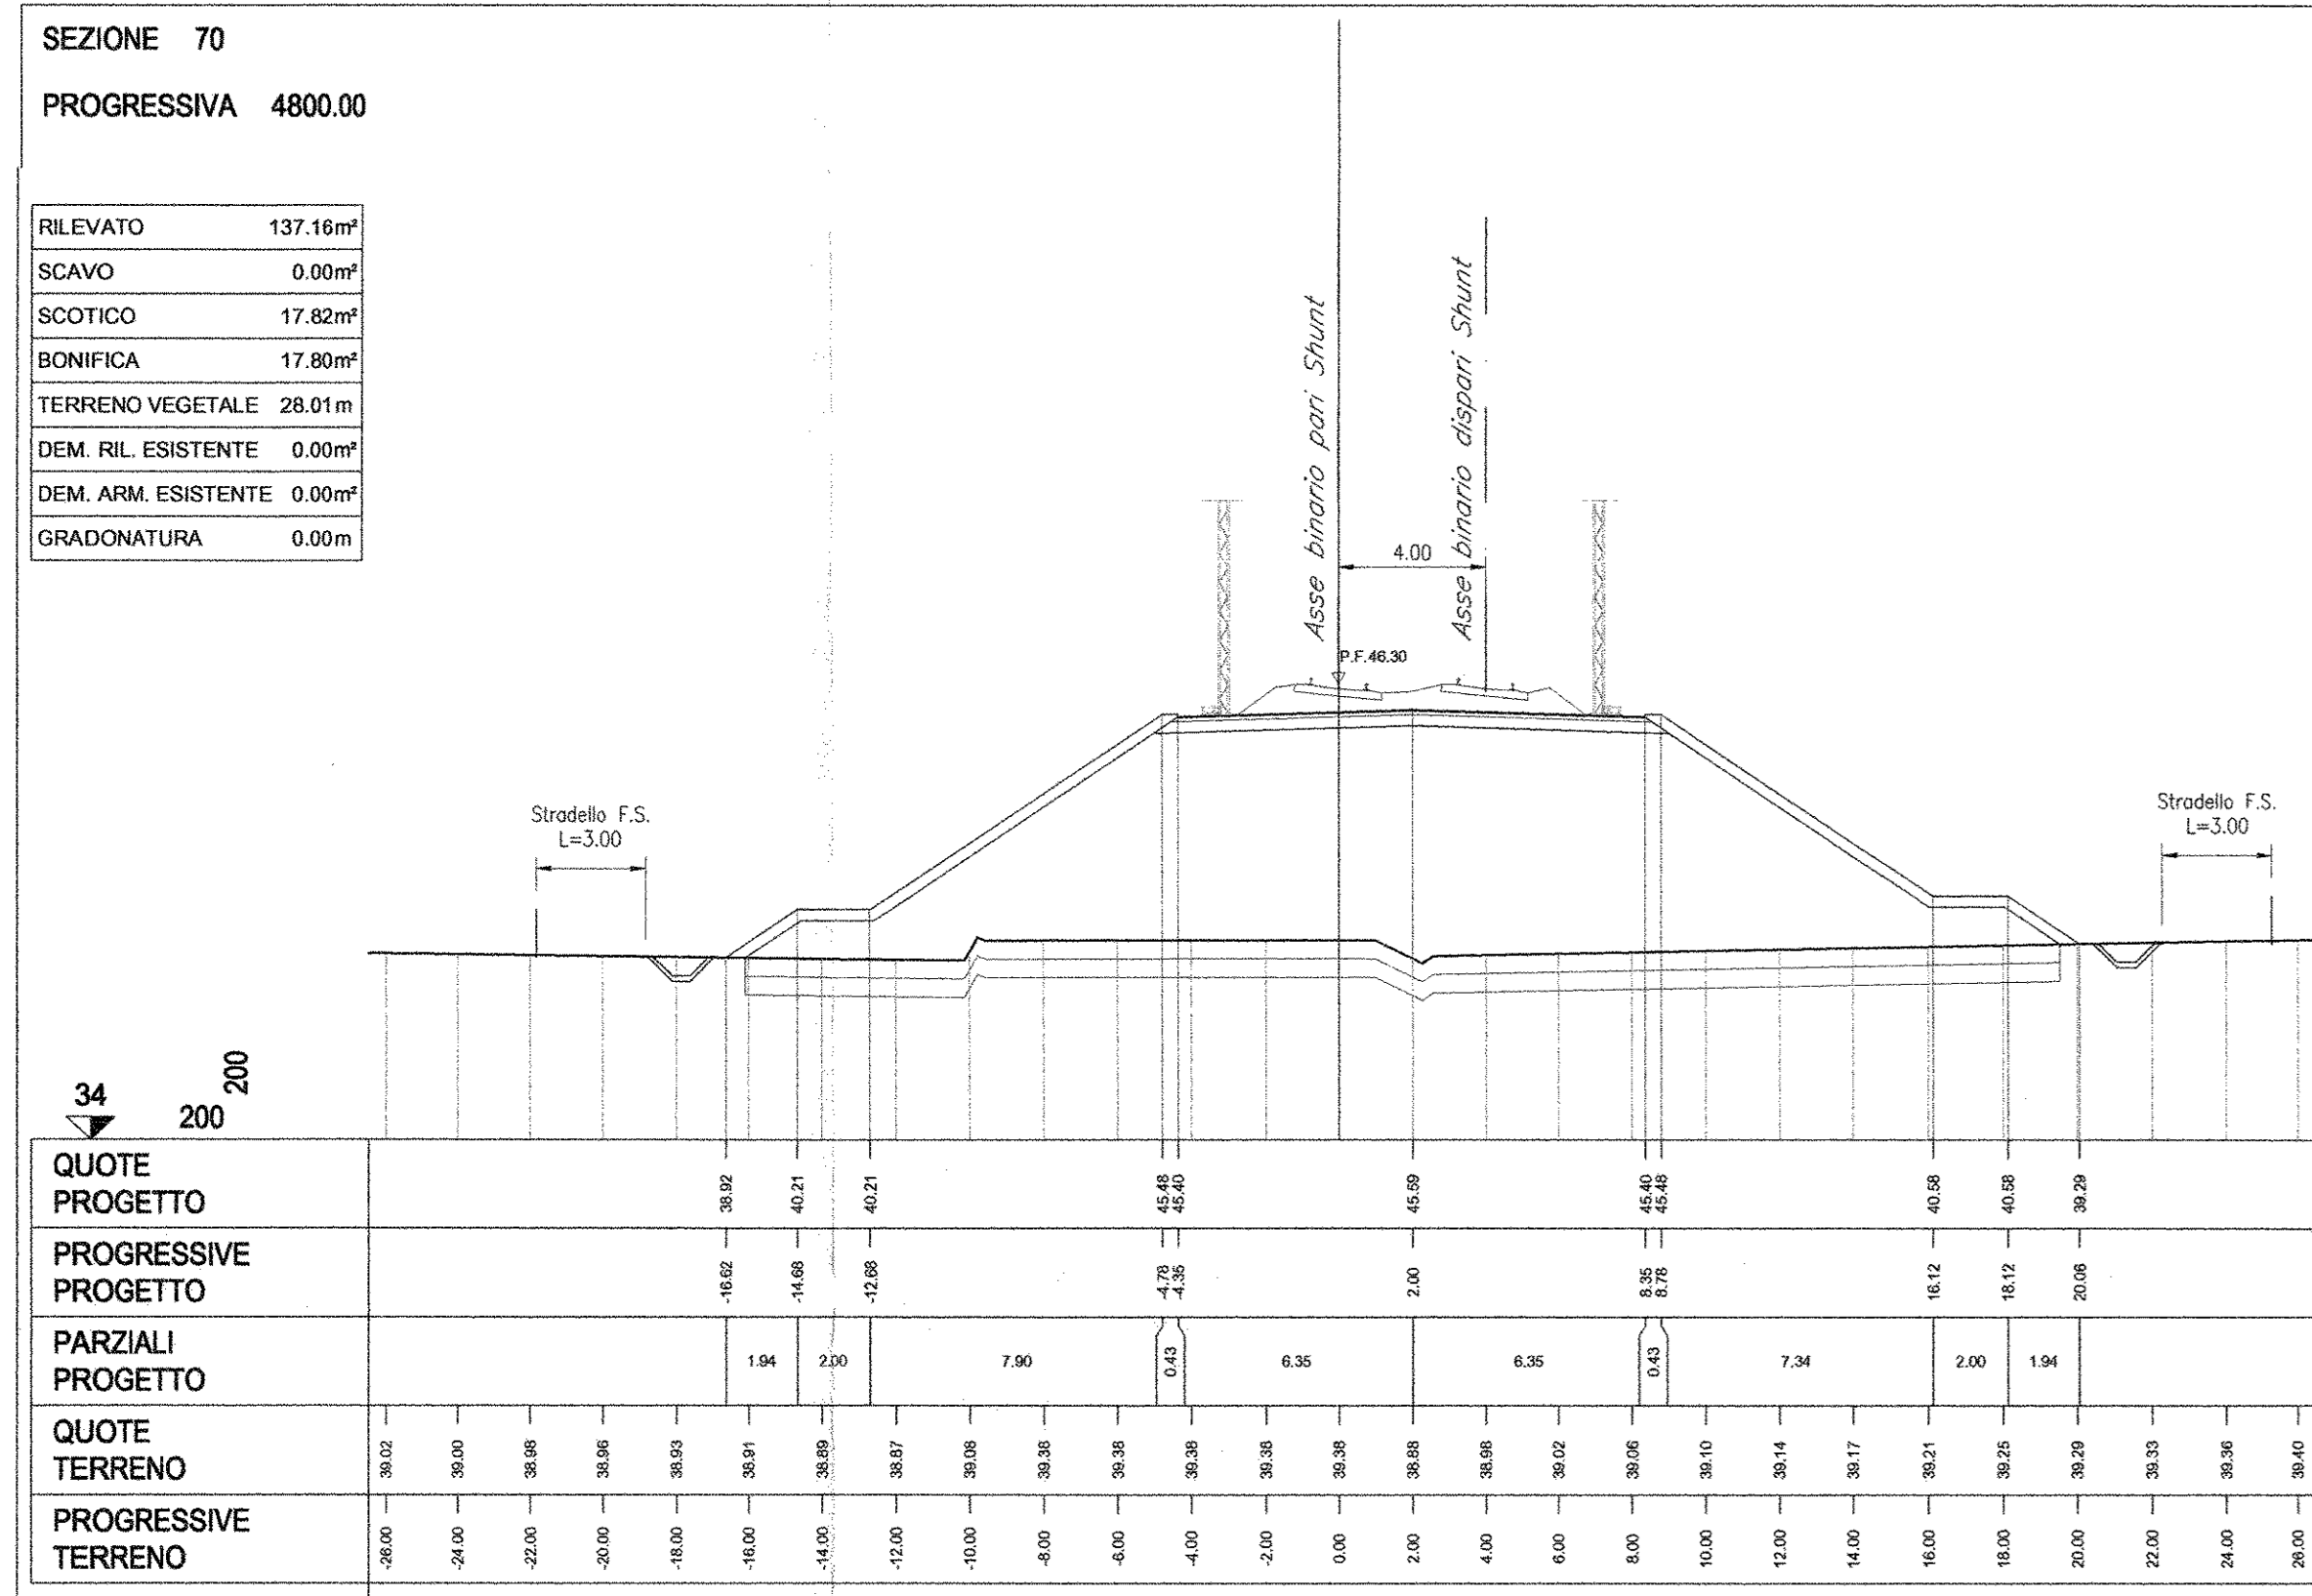 SEZIONE 70
PROGRESSIVA 4800.00
RILEVATO 137.16m²
SCAVO 0.00m²
SCOTICO 17.82m²
BONIFICA 17.80m²
TERRENO VEGETALE 28.01m
DEM. RIL. ESISTENTE 0.00m²
DEM. ARM. ESISTENTE 0.00m²
GRADONATURA 0.00m
Asse binario pari Shunt
Asse binario dispari Shunt
4.00
P.F.46.30
Stradello F.S.
L=3.00
Stradello F.S.
L=3.00
34
200
200
QUOTE
PROGETTO
38.92 40.21 40.21 45.48 45.40 45.59 45.40 45.48 40.58 40.58 39.29
PROGRESSIVE
PROGETTO
-16.62 -14.68 -12.68 -4.78 -4.35 2.00 8.35 8.78 16.12 18.12 20.06
PARZIALI
PROGETTO
1.94 2.00 7.90 0.43 6.35 6.35 0.43 7.34 2.00 1.94
QUOTE
TERRENO
39.02 39.00 38.98 38.96 38.93 38.91 38.89 38.87 39.08 39.38 39.38 39.38 39.38 39.38 38.88 38.98 39.02 39.06 39.10 39.14 39.17 39.21 39.25 39.29 39.33 39.36 39.40
PROGRESSIVE
TERRENO
-26.00 -24.00 -22.00 -20.00 -18.00 -16.00 -14.00 -12.00 -10.00 -8.00 -6.00 -4.00 -2.00 0.00 2.00 4.00 6.00 8.00 10.00 12.00 14.00 16.00 18.00 20.00 22.00 24.00 26.00